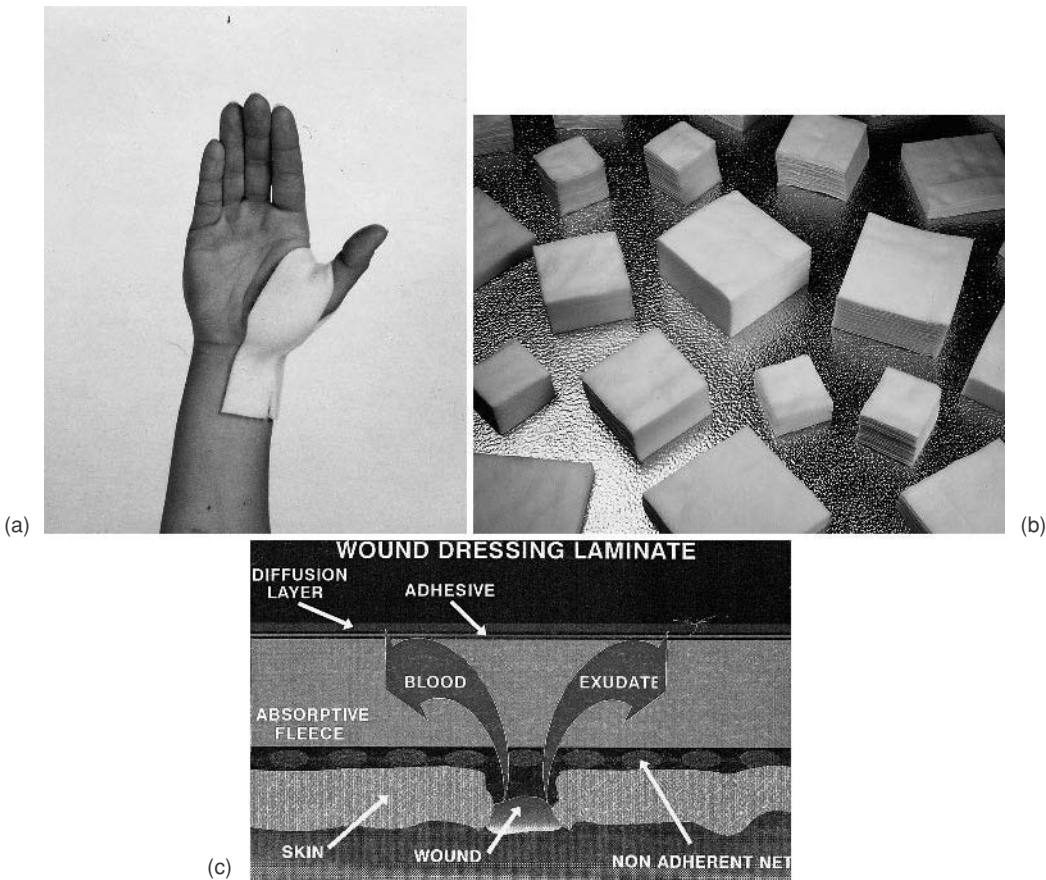 (a)
(b)
WOUND DRESSING LAMINATE
DIFFUSION
LAYER
ADHESIVE
BLOOD
EXUDATE
ABSORPTIVE
FLEECE
SKIN
WOUND
NON ADHERENT NET
(c)